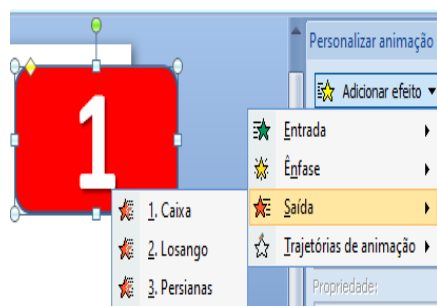 Personalizar animação
Adicionar efeito
1
Entrada
Ênfase
Saída
Trajetórias de animação
1. Caixa
2. Losango
3. Persianas
Propriedade: